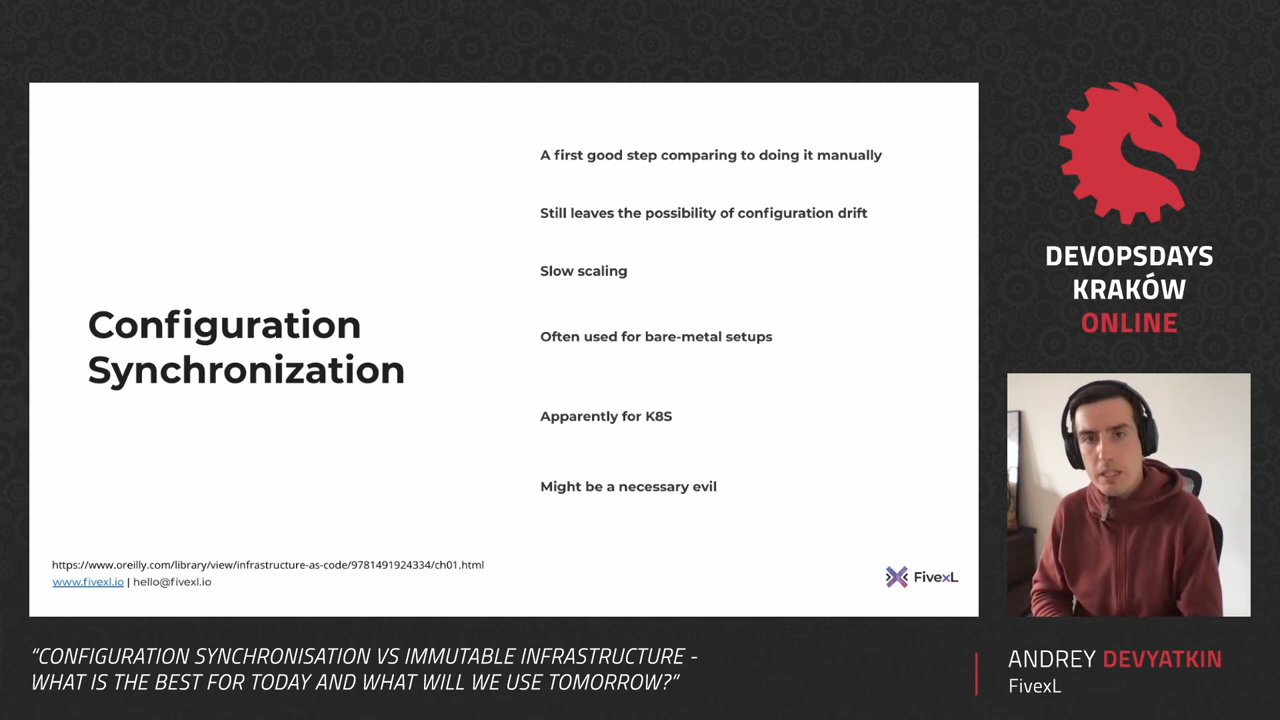 Configuration
Synchronization
A first good step comparing to doing it manually
Still leaves the possibility of configuration drift
Slow scaling
Often used for bare-metal setups
Apparently for K8S
Might be a necessary evil
https://www.oreilly.com/library/view/infrastructure-as-code/9781491924334/ch01.html
www.fivexl.io | hello@fivexl.io
FivexL
DEVOPSDAYS
KRAKÓW
ONLINE
“CONFIGURATION SYNCHRONISATION VS IMMUTABLE INFRASTRUCTURE -
WHAT IS THE BEST FOR TODAY AND WHAT WILL WE USE TOMORROW?”
ANDREY DEVYATKIN
FivexL